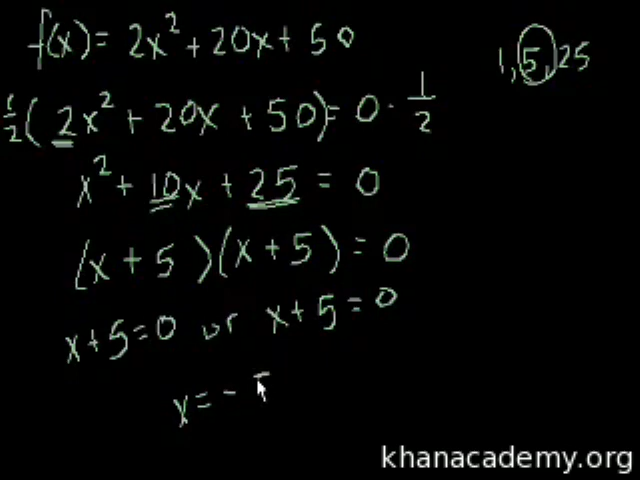 f(x) = 2x² + 20x + 50
1, 5, 25
1/2 (2x² + 20x + 50) = 0 · 1/2
x² + 10x + 25 = 0
(x + 5)(x + 5) = 0
x + 5 = 0 or x + 5 = 0
x = -
khanacademy.org